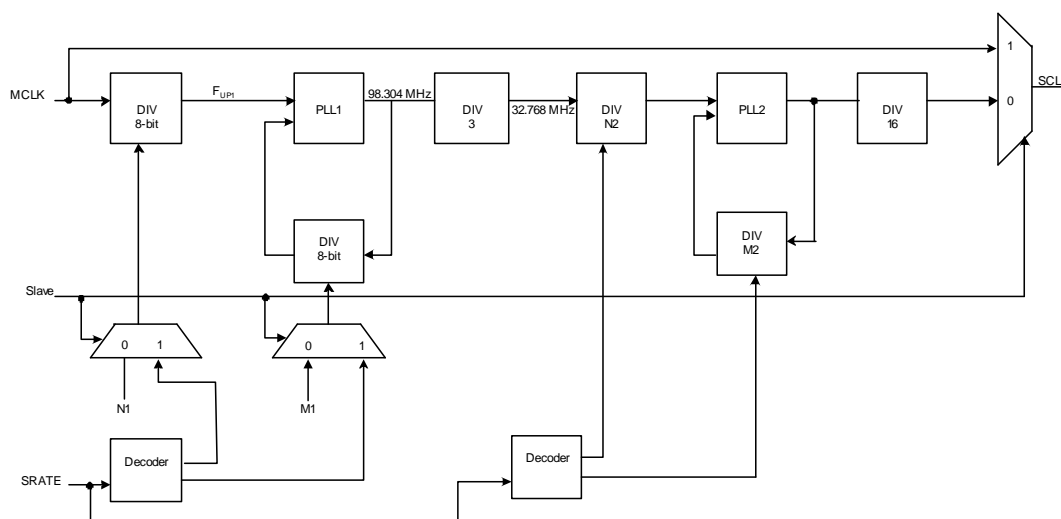 1
MCLK
DIV
8-bit
FUP1
PLL1
98.304 MHz
DIV
3
32.768 MHz
DIV
N2
PLL2
DIV
16
0
SCL
DIV
8-bit
DIV
M2
Slave
0 1
0 1
N1
M1
Decoder
Decoder
SRATE